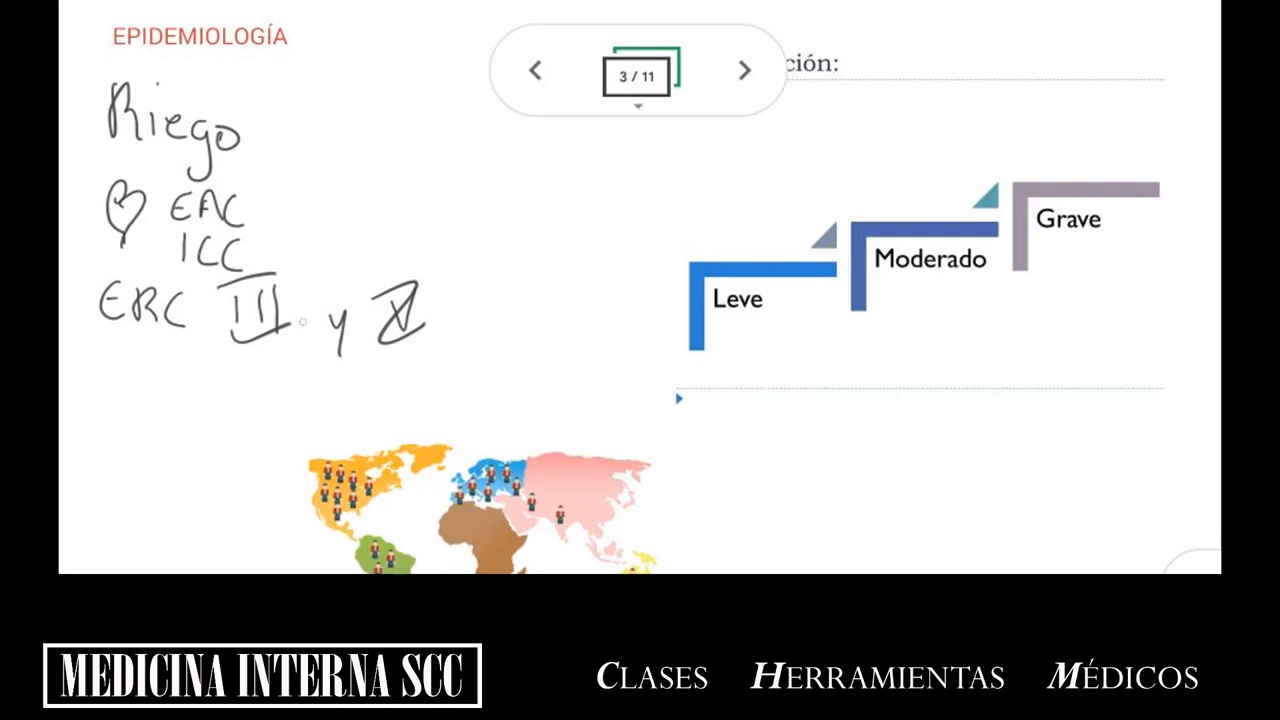 EPIDEMIOLOGÍA
3 / 11
ción:
Riego
EAC
ICC
ERC III y V
Leve
Moderado
Grave
MEDICINA INTERNA SCC
CLASES HERRAMIENTAS MÉDICOS